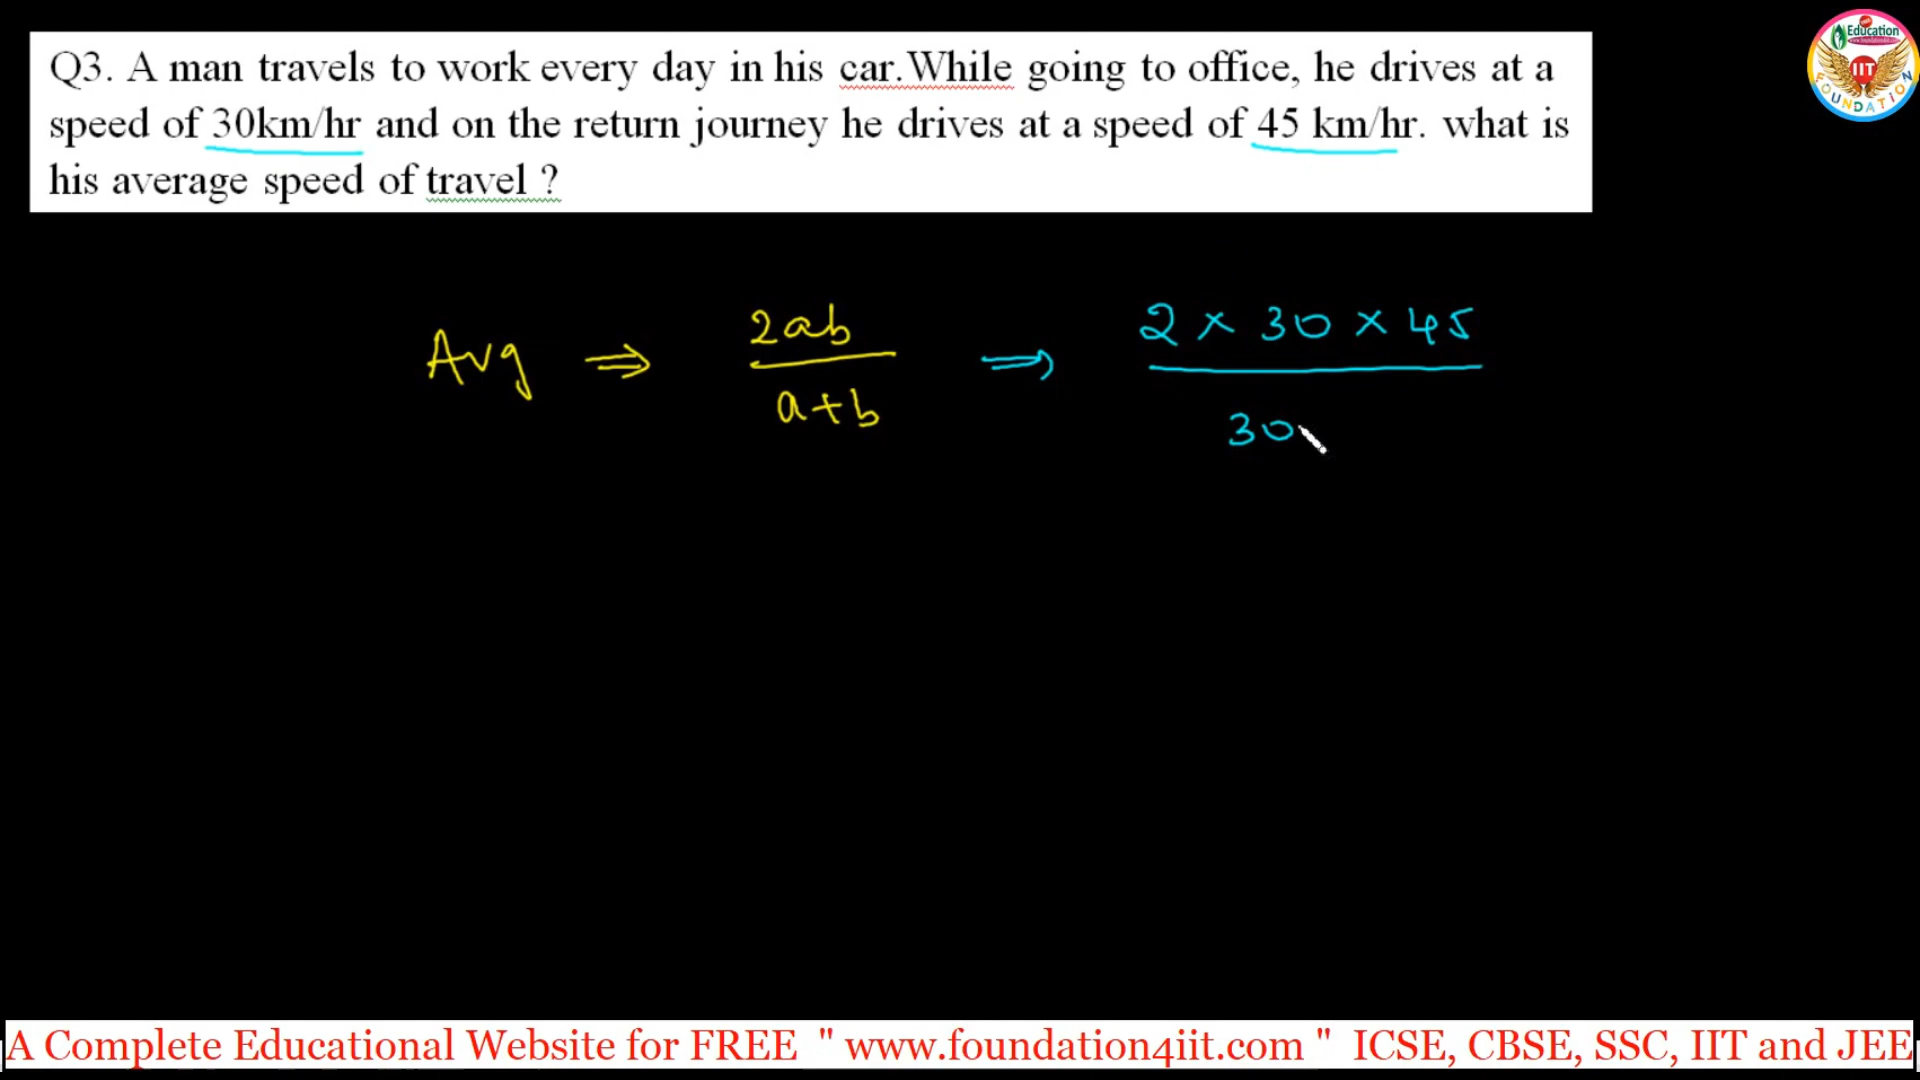 Education
IIT
FOUNDATION
Q3. A man travels to work every day in his car.While going to office, he drives at a
speed of 30km/hr and on the return journey he drives at a speed of 45 km/hr. what is
his average speed of travel ?
Avg ⇒ 2ab / a+b ⇒ 2 × 30 × 45 / 30
A Complete Educational Website for FREE " www.foundation4iit.com " ICSE, CBSE, SSC, IIT and JEE